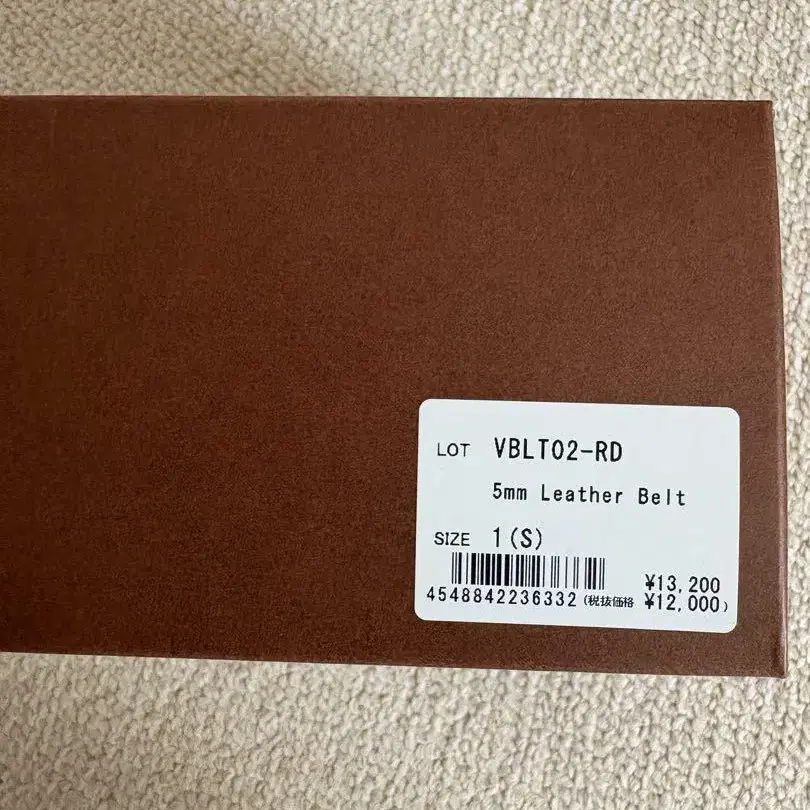 LOT VBLT02-RD
5mm Leather Belt
SIZE 1(S)
¥13,200
4548842236332 (税抜価格 ¥12,000)